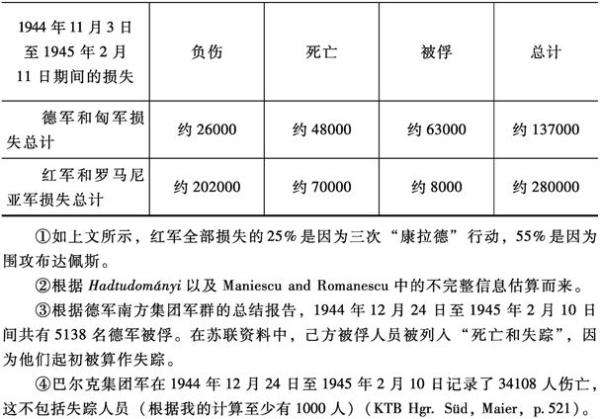 1944 年 11 月 3 日
至 1945 年 2 月
11 日期间的损失
负伤
死亡
被俘
总计
德军和匈军损
失总计
约 26000
约 48000
约 63000
约 137000
红军和罗马尼
亚军损失总计
约 202000
约 70000
约 8000
约 280000
①如上文所示，红军全部损失的25%是因为三次“康拉德”行动，55%是因为
围攻布达佩斯。
②根据 Hadtudományi 以及 Maniescu and Romanescu 中的不完整信息估算而来。
③根据德军南方集团军群的总结报告，1944 年 12 月 24 日至 1945 年 2 月 10 日
间共有 5138 名德军被俘。在苏联资料中，己方被俘人员被列入“死亡和失踪”，因
为他们起初被算作失踪。
④巴尔克集团军在 1944 年 12 月 24 日至 1945 年 2 月 10 日记录了 34108 人伤亡，
这不包括失踪人员（根据我的计算至少有 1000 人）（KTB Hgr. Süd, Maier, p. 521）。